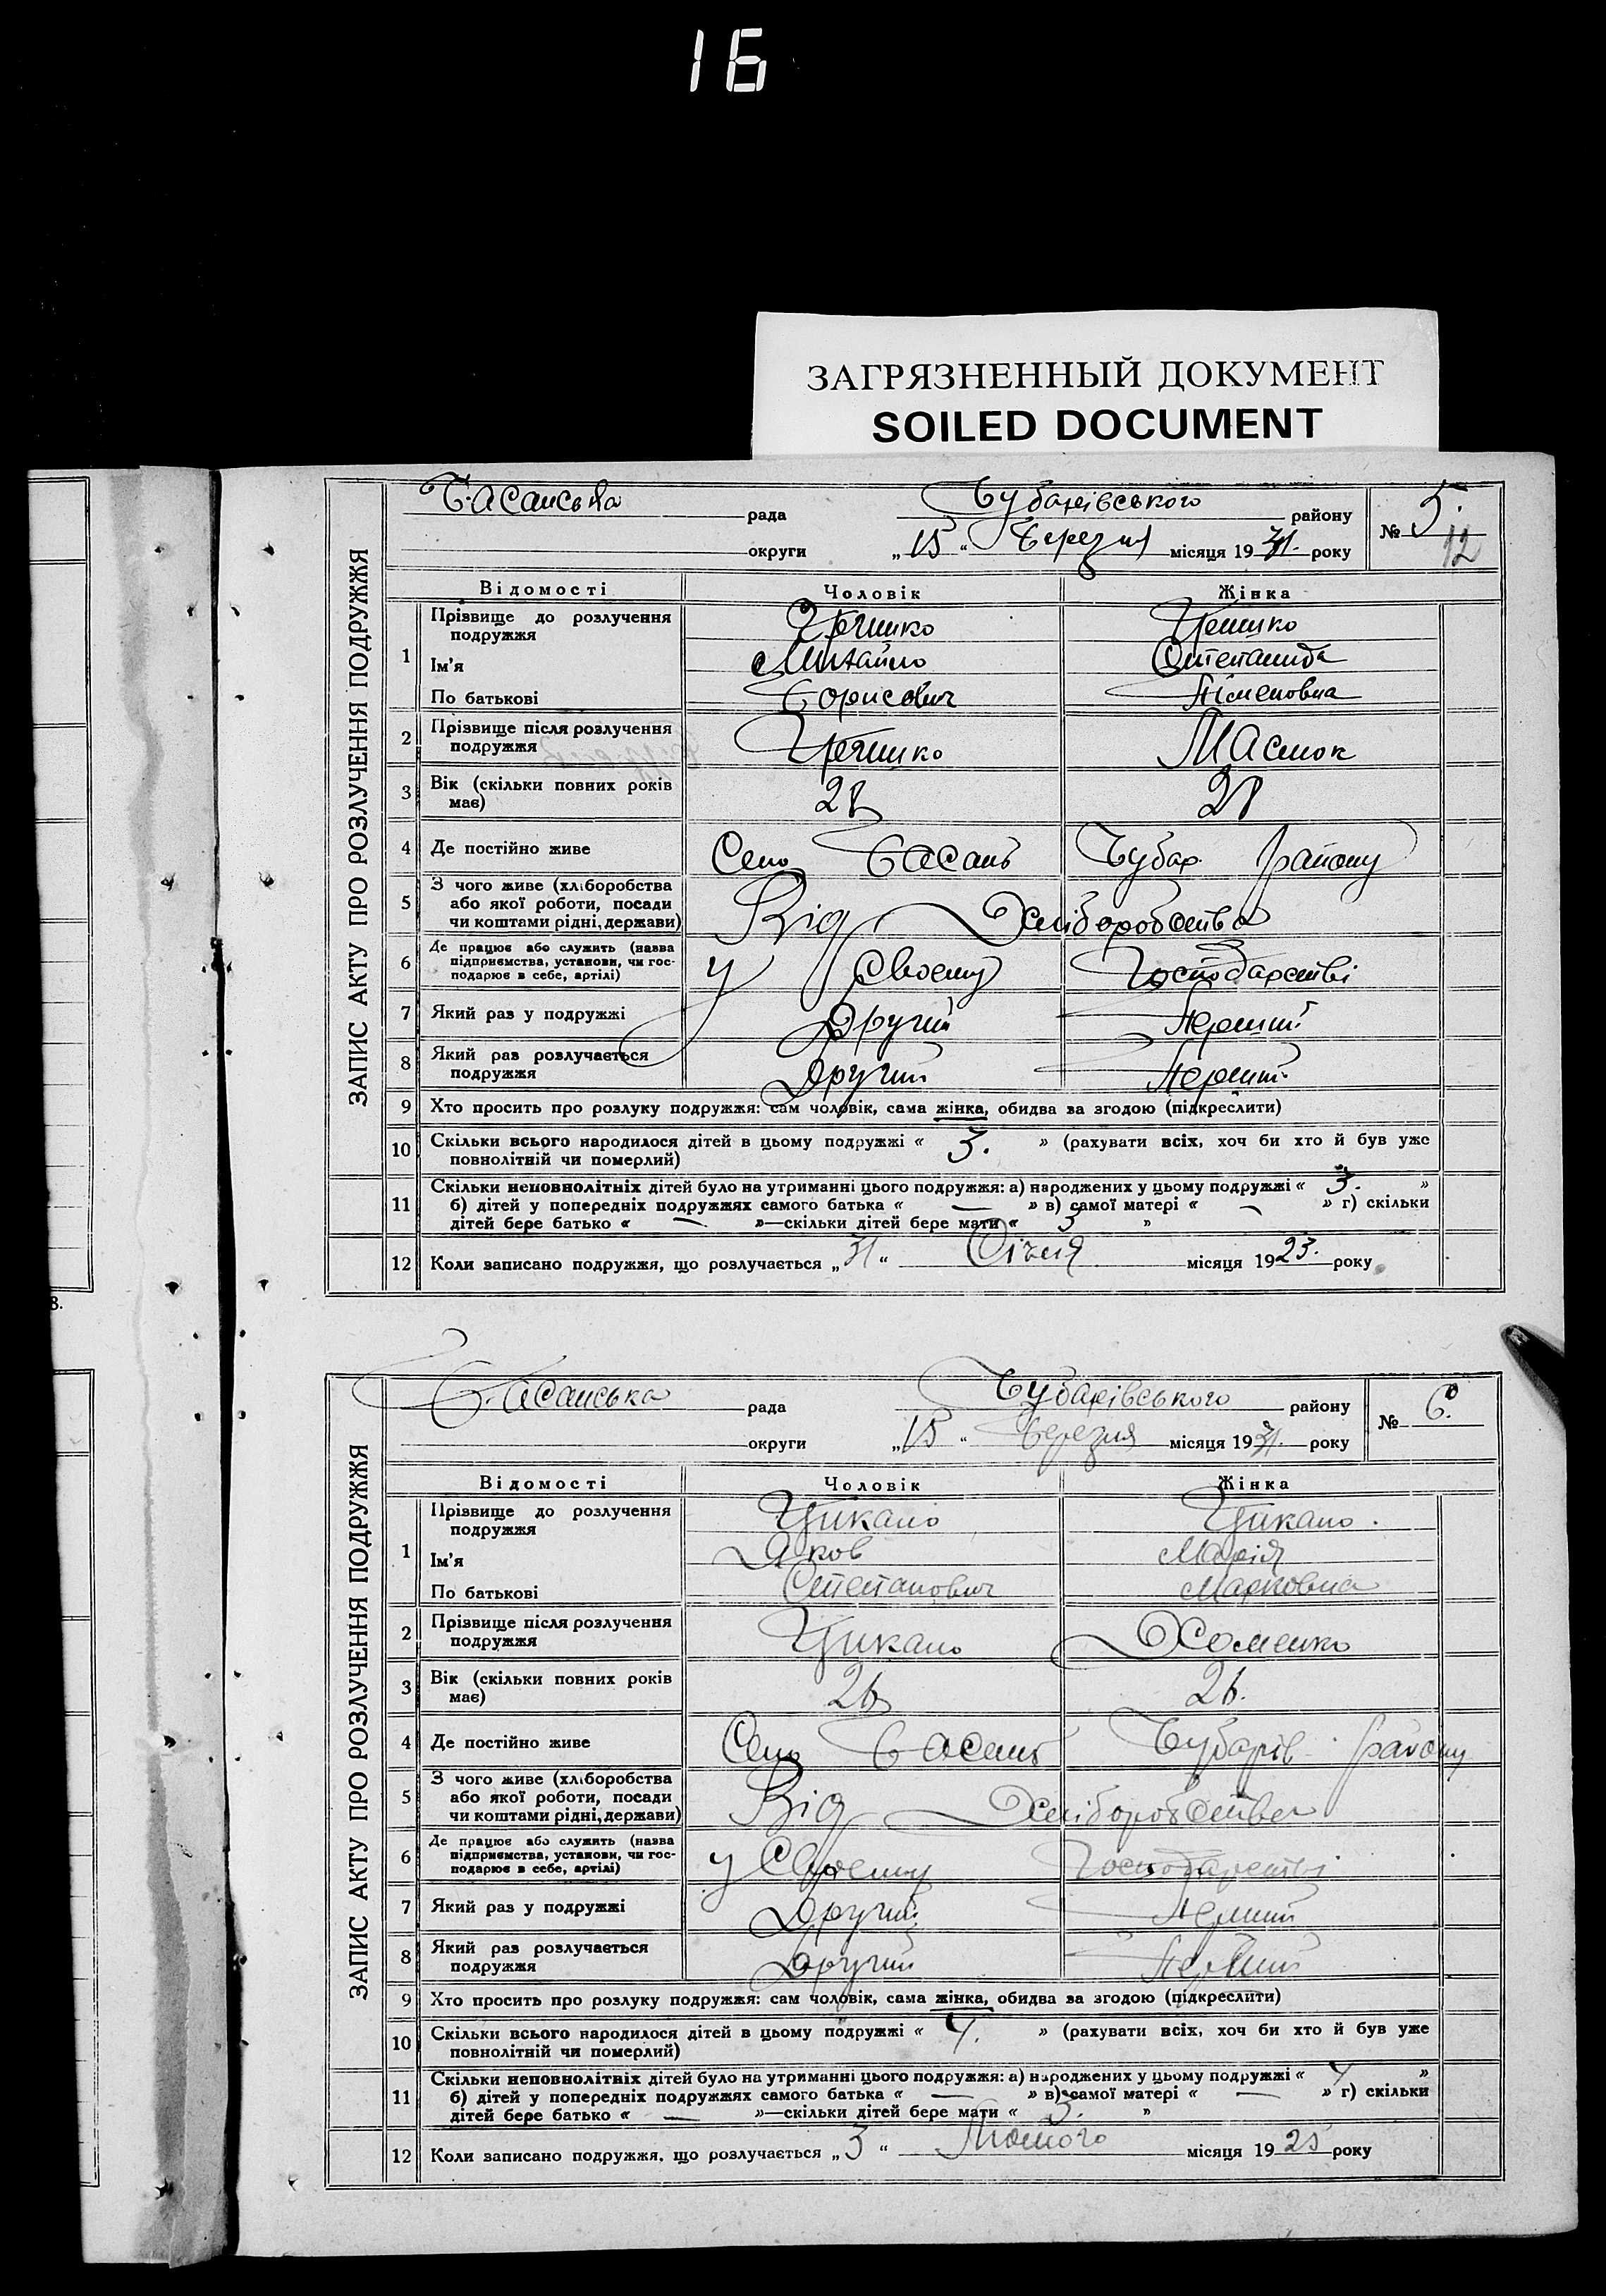 16
ЗАГРЯЗНЕННЫЙ ДОКУМЕНТ
SOILED DOCUMENT
ЗАПИС АКТУ ПРО РОЗЛУЧЕННЯ ПОДРУЖЖЯ
Басанська рада Чубарівського району № 5.
округи „15“ Березня місяця 1931. року 12
Відомості Чоловік Жінка
1 Прізвище до розлучення подружжя
Ім'я Михайло Степанида
По батькові Борисович Піменовна
2 Прізвище після розлучення подружжя Маслюк
3 Вік (скільки повних років має) 28 28
4 Де постійно живе Село Басань Чубар. району
5 З чого живе (хліборобства або якої роботи, посади чи коштами рідні, держави) Від Хліборобства
6 Де працює або служить (назва підприємства, установи, чи господарює в себе, артілі) У Своєму Господарстві
7 Який раз у подружжі Другий Перший
8 Який раз розлучається подружжя Другий Перший
9 Хто просить про розлуку подружжя: сам чоловік, сама жінка, обидва за згодою (підкреслити)
10 Скільки всього народилося дітей в цьому подружжі « 3. » (рахувати всіх, хоч би хто й був уже
повнолітній чи померлий)
11 Скільки неповнолітніх дітей було на утриманні цього подружжя: а) народжених у цьому подружжі « 3. »
б) дітей у попередніх подружжях самого батька « — » в) самої матері « — » г) скільки
дітей бере батько « — »—скільки дітей бере мати « 3 »
12 Коли записано подружжя, що розлучається „31“ Січня місяця 1923. року
8.
ЗАПИС АКТУ ПРО РОЗЛУЧЕННЯ ПОДРУЖЖЯ
Басанська рада Чубарівського району № 6.
округи „15“ Березня місяця 1931. року
Відомості Чоловік Жінка
1 Прізвище до розлучення подружжя Цикало Цикало.
Ім'я Яков Марія
По батькові Степанович Марковна
2 Прізвище після розлучення подружжя Цикало Хоменко
3 Вік (скільки повних років має) 26 26.
4 Де постійно живе Село Басань Чубарів. району
5 З чого живе (хліборобства або якої роботи, посади чи коштами рідні, держави) Від Хліборобства
6 Де працює або служить (назва підприємства, установи, чи господарює в себе, артілі) У Своєму Господарстві
7 Який раз у подружжі Другий Перший
8 Який раз розлучається подружжя Другий Перший
9 Хто просить про розлуку подружжя: сам чоловік, сама жінка, обидва за згодою (підкреслити)
10 Скільки всього народилося дітей в цьому подружжі « 4. » (рахувати всіх, хоч би хто й був уже
повнолітній чи померлий)
11 Скільки неповнолітніх дітей було на утриманні цього подружжя: а) народжених у цьому подружжі « 4 »
б) дітей у попередніх подружжях самого батька « — » в) самої матері « — » г) скільки
дітей бере батько « — »—скільки дітей бере мати « 3. »
12 Коли записано подружжя, що розлучається „3“ Лютого місяця 1925 року